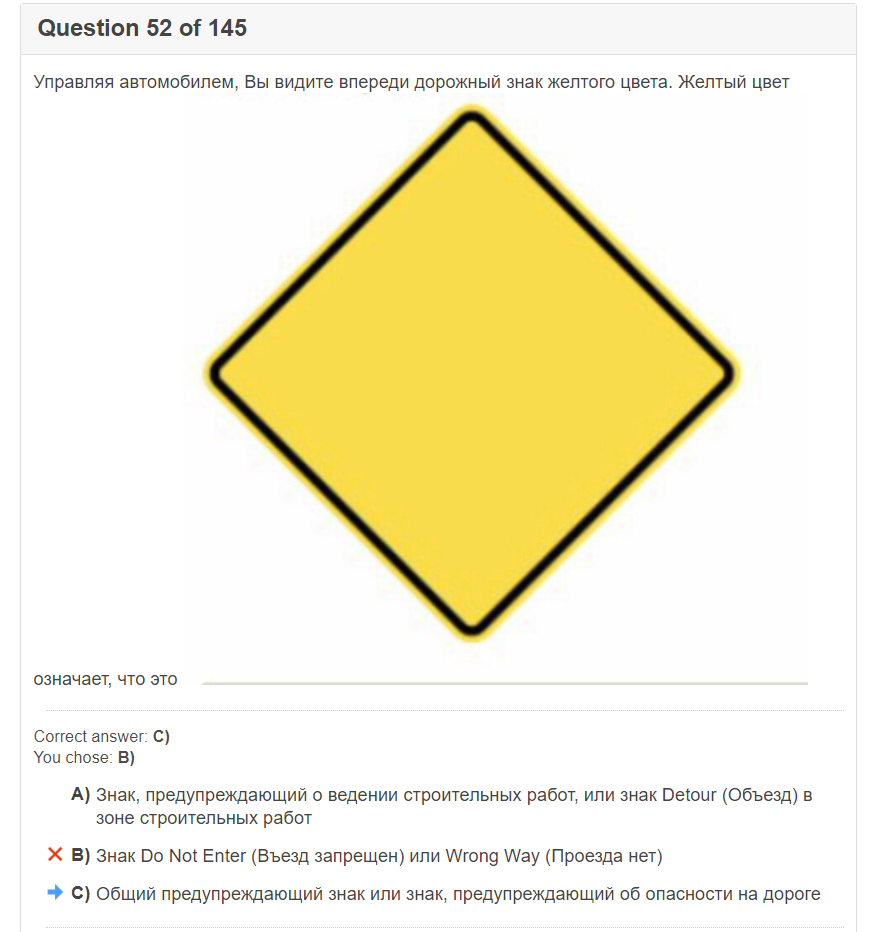 Question 52 of 145
Управляя автомобилем, Вы видите впереди дорожный знак желтого цвета. Желтый цвет
означает, что это
Correct answer: C)
You chose: B)
A) Знак, предупреждающий о ведении строительных работ, или знак Detour (Объезд) в
зоне строительных работ
B) Знак Do Not Enter (Въезд запрещен) или Wrong Way (Проезда нет)
C) Общий предупреждающий знак или знак, предупреждающий об опасности на дороге